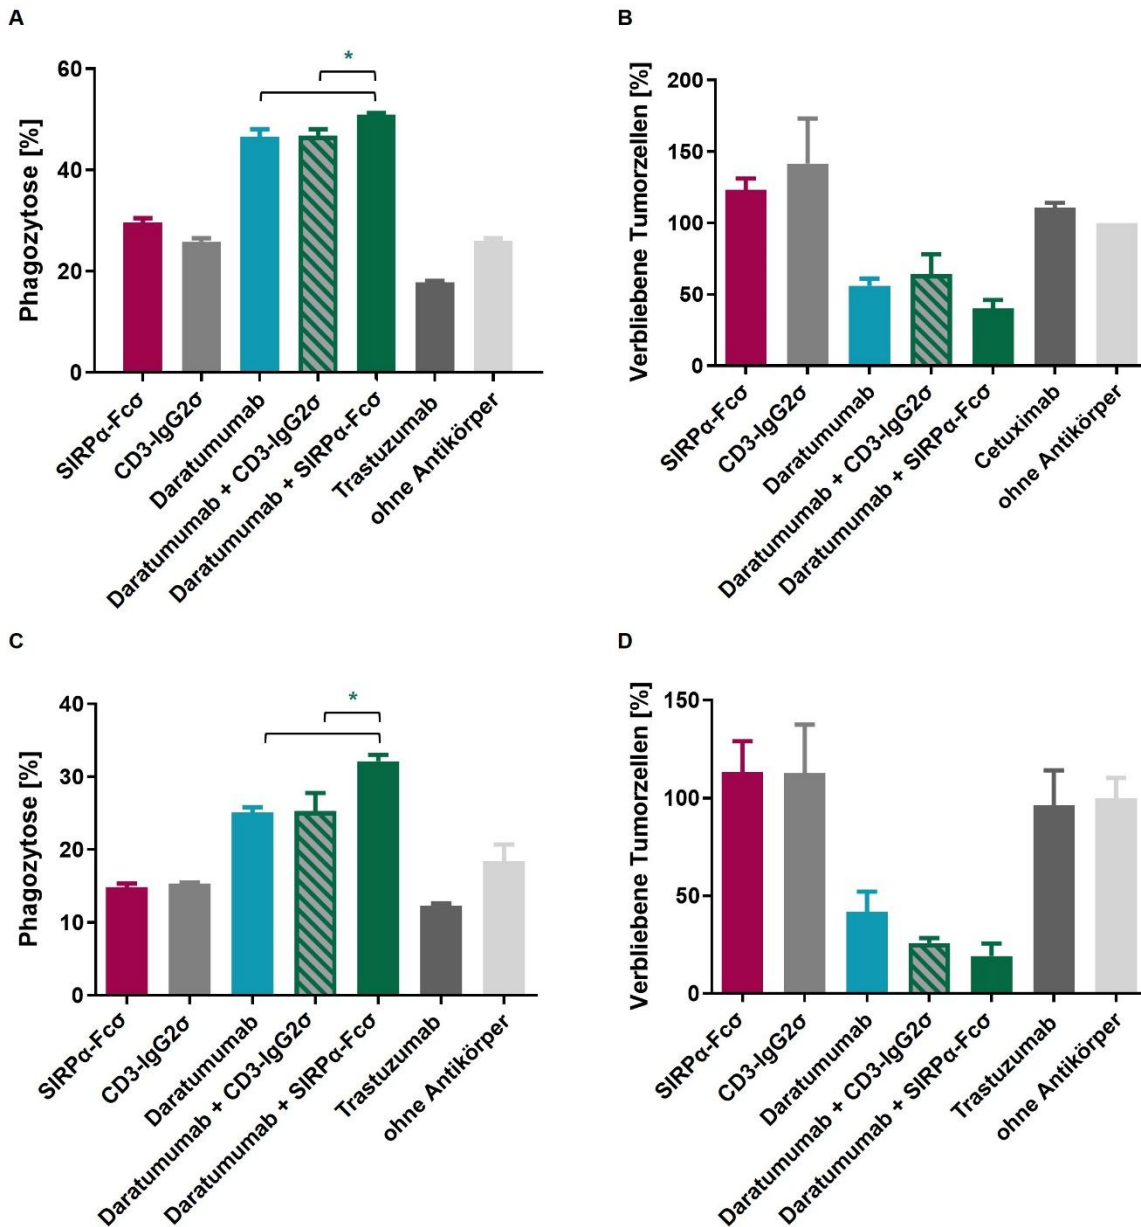 A
*
Phagozytose [%]
60
40
20
0
SIRPα-Fcσ
CD3-IgG2σ
Daratumumab
Daratumumab + CD3-IgG2σ
Daratumumab + SIRPα-Fcσ
Trastuzumab
ohne Antikörper
B
Verbliebene Tumorzellen [%]
200
150
100
50
0
SIRPα-Fcσ
CD3-IgG2σ
Daratumumab
Daratumumab + CD3-IgG2σ
Daratumumab + SIRPα-Fcσ
Cetuximab
ohne Antikörper
C
*
Phagozytose [%]
40
30
20
10
0
SIRPα-Fcσ
CD3-IgG2σ
Daratumumab
Daratumumab + CD3-IgG2σ
Daratumumab + SIRPα-Fcσ
Trastuzumab
ohne Antikörper
D
Verbliebene Tumorzellen [%]
150
100
50
0
SIRPα-Fcσ
CD3-IgG2σ
Daratumumab
Daratumumab + CD3-IgG2σ
Daratumumab + SIRPα-Fcσ
Trastuzumab
ohne Antikörper